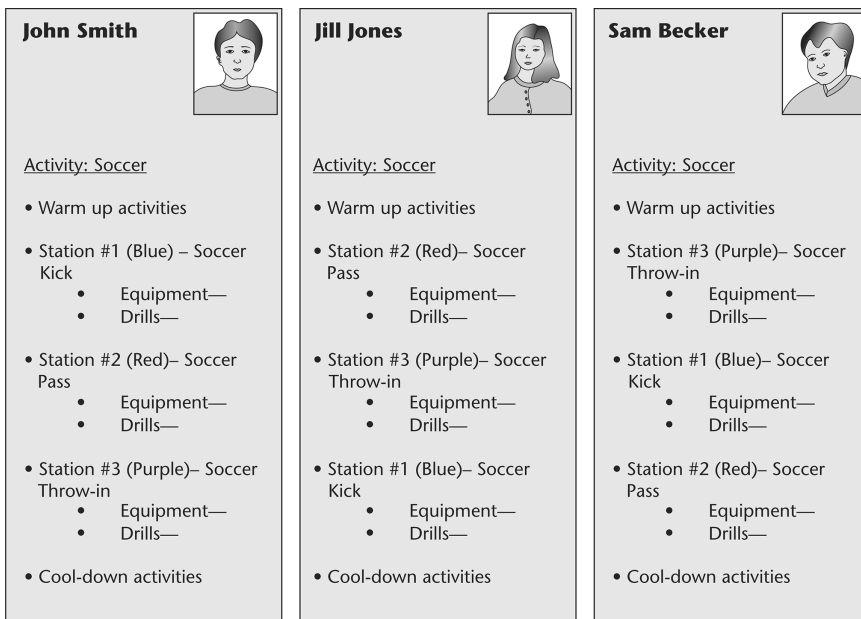 John Smith
Activity: Soccer
• Warm up activities
• Station #1 (Blue) – Soccer
Kick
• Equipment—
• Drills—
• Station #2 (Red)– Soccer
Pass
• Equipment—
• Drills—
• Station #3 (Purple)– Soccer
Throw-in
• Equipment—
• Drills—
• Cool-down activities
Jill Jones
Activity: Soccer
• Warm up activities
• Station #2 (Red)– Soccer
Pass
• Equipment—
• Drills—
• Station #3 (Purple)– Soccer
Throw-in
• Equipment—
• Drills—
• Station #1 (Blue)– Soccer
Kick
• Equipment—
• Drills—
• Cool-down activities
Sam Becker
Activity: Soccer
• Warm up activities
• Station #3 (Purple)– Soccer
Throw-in
• Equipment—
• Drills—
• Station #1 (Blue)– Soccer
Kick
• Equipment—
• Drills—
• Station #2 (Red)– Soccer
Pass
• Equipment—
• Drills—
• Cool-down activities